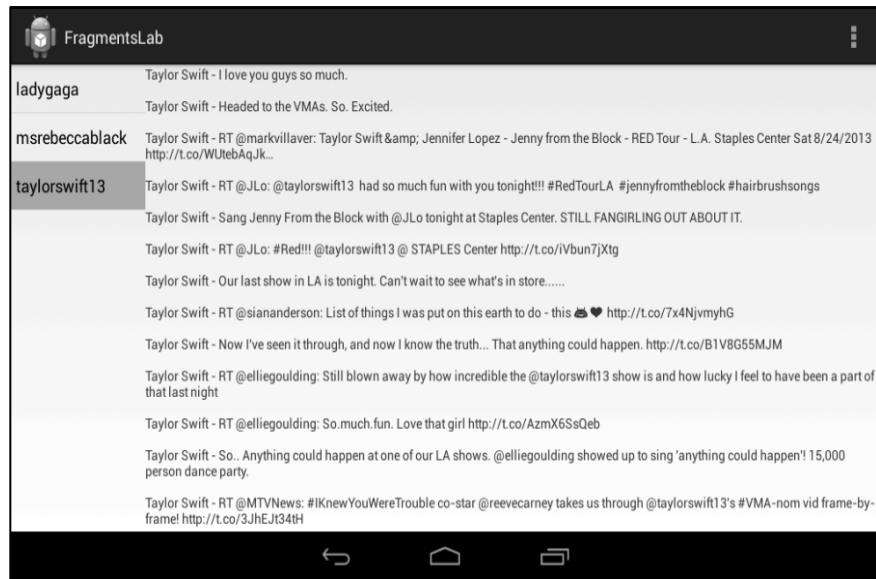 FragmentsLab
ladygaga
msrebeccablack
taylorswift13
Taylor Swift - I love you guys so much.
Taylor Swift - Headed to the VMAs. So. Excited.
Taylor Swift - RT @markvillaver: Taylor Swift &amp; Jennifer Lopez - Jenny from the Block - RED Tour - L.A. Staples Center Sat 8/24/2013
http://t.co/WUtebAqJk…
Taylor Swift - RT @JLo: @taylorswift13 had so much fun with you tonight!!! #RedTourLA #jennyfromtheblock #hairbrushsongs
Taylor Swift - Sang Jenny From the Block with @JLo tonight at Staples Center. STILL FANGIRLING OUT ABOUT IT.
Taylor Swift - RT @JLo: #Red!!! @taylorswift13 @ STAPLES Center http://t.co/iVbun7jXtg
Taylor Swift - Our last show in LA is tonight. Can't wait to see what's in store......
Taylor Swift - RT @siananderson: List of things I was put on this earth to do - this 🙈❤ http://t.co/7x4NjvmyhG
Taylor Swift - Now I've seen it through, and now I know the truth... That anything could happen. http://t.co/B1V8G55MJM
Taylor Swift - RT @elliegoulding: Still blown away by how incredible the @taylorswift13 show is and how lucky I feel to have been a part of
that last night
Taylor Swift - RT @elliegoulding: So.much.fun. Love that girl http://t.co/AzmX6SsQeb
Taylor Swift - So.. Anything could happen at one of our LA shows. @elliegoulding showed up to sing 'anything could happen'! 15,000
person dance party.
Taylor Swift - RT @MTVNews: #IKnewYouWereTrouble co-star @reevecarney takes us through @taylorswift13's #VMA-nom vid frame-by-
frame! http://t.co/3JhEJt34tH